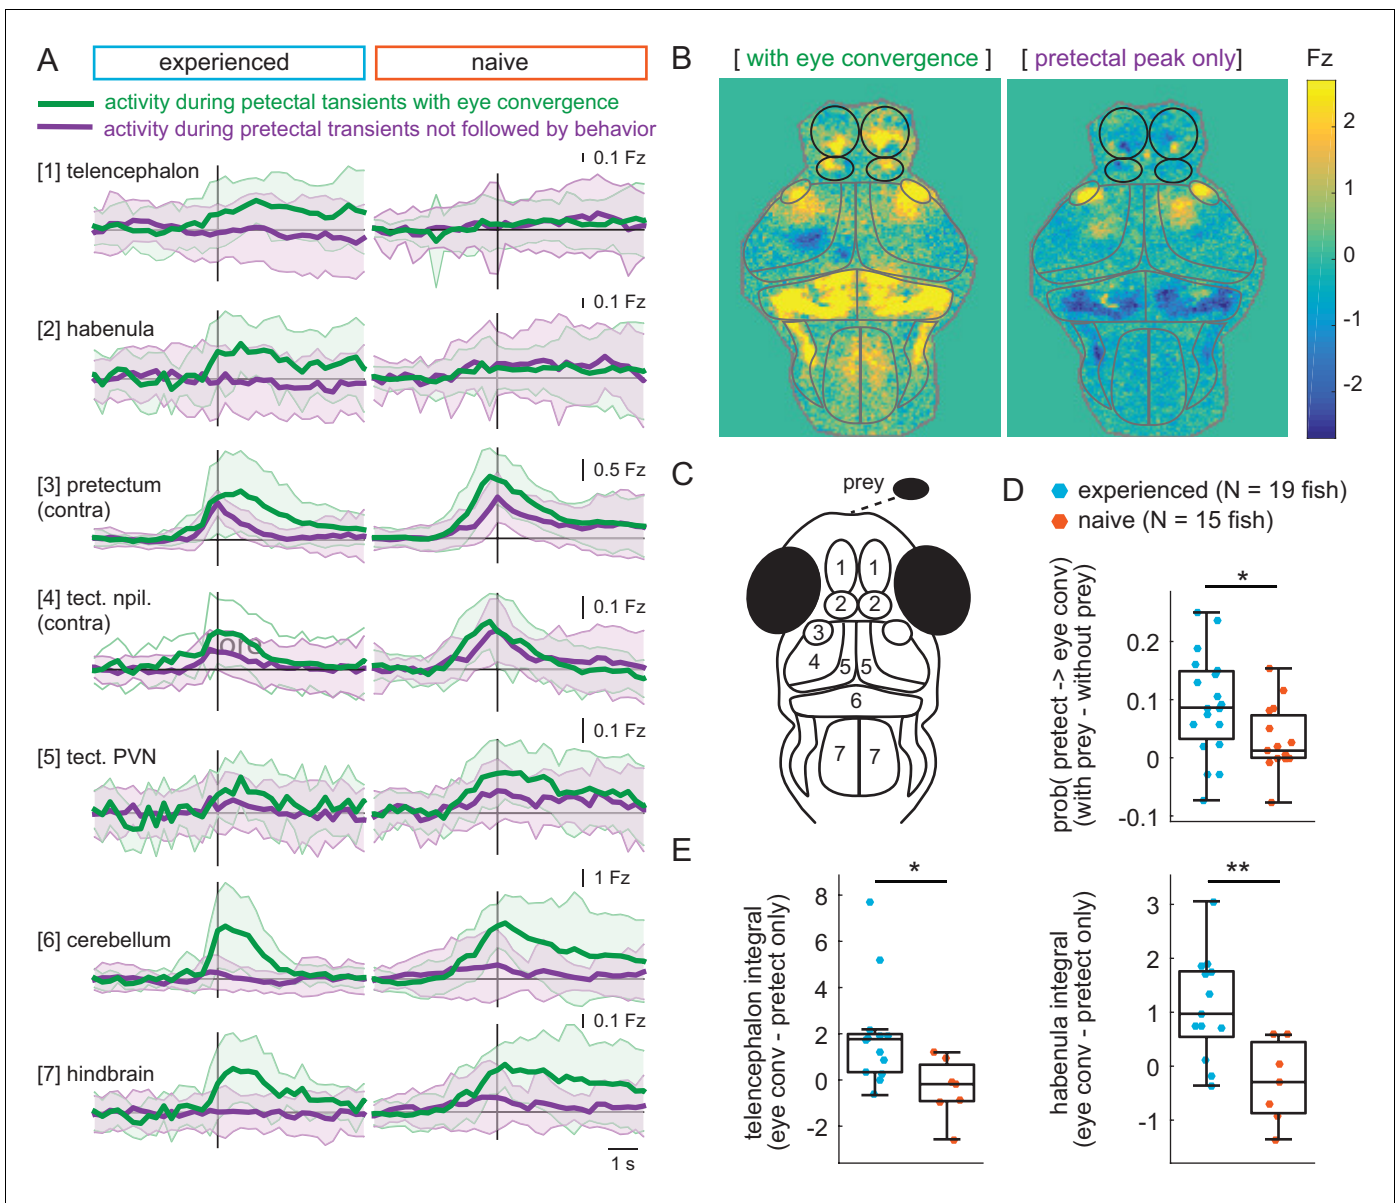 A
experienced
naive
activity during petectal tansients with eye convergence
activity during pretectal transients not followed by behavior
[1] telencephalon
0.1 Fz
[2] habenula
0.1 Fz
[3] pretectum
(contra)
0.5 Fz
[4] tect. npil.
(contra)
0.1 Fz
[5] tect. PVN
0.1 Fz
[6] cerebellum
1 Fz
[7] hindbrain
0.1 Fz
1 s
B
[ with eye convergence ]
[ pretectal peak only]
Fz
2
1
0
-1
-2
C
prey
1
1
2
2
3
4
5
5
6
7
7
D
experienced (N = 19 fish)
naive (N = 15 fish)
prob( pretect -> eye conv)
(with prey - without prey)
*
0.2
0.1
0
-0.1
E
telencephalon integral
(eye conv - pretect only)
*
8
6
4
2
0
-2
habenula integral
(eye conv - pretect only)
**
3
2
1
0
-1